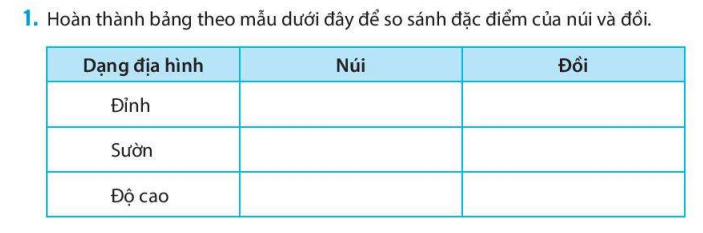 1. Hoàn thành bảng theo mẫu dưới đây để so sánh đặc điểm của núi và đồi.
Dạng địa hình Núi Đồi
Đỉnh
Sườn
Độ cao